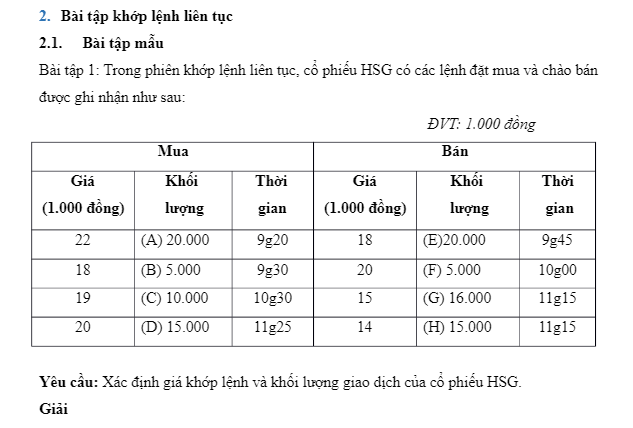 2. Bài tập khớp lệnh liên tục
2.1. Bài tập mẫu
Bài tập 1: Trong phiên khớp lệnh liên tục, cổ phiếu HSG có các lệnh đặt mua và chào bán
được ghi nhận như sau:
ĐVT: 1.000 đồng
Mua Bán
Giá Khối Thời Giá Khối Thời
(1.000 đồng) lượng gian (1.000 đồng) lượng gian
22 (A) 20.000 9g20 18 (E)20.000 9g45
18 (B) 5.000 9g30 20 (F) 5.000 10g00
19 (C) 10.000 10g30 15 (G) 16.000 11g15
20 (D) 15.000 11g25 14 (H) 15.000 11g15
Yêu cầu: Xác định giá khớp lệnh và khối lượng giao dịch của cổ phiếu HSG.
Giải